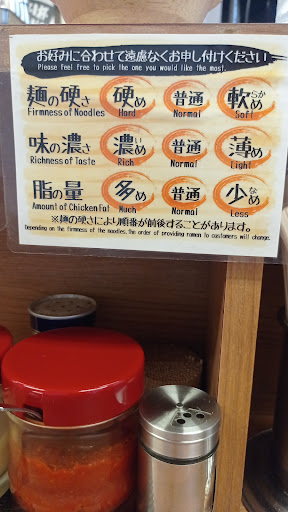 お好みに合わせて遠慮なくお申し付けください
Please feel free to pick the one you would like the most.
麺の硬さ 硬め 普通 軟らかめ
Firmness of Noodles Hard Normal Soft
味の濃さ 濃いめ 普通 薄め
Richness of Taste Rich Normal Light
脂の量 多め 普通 少なめ
Amount of Chicken Fat Much Normal Less
※麺の硬さにより順番が前後することがあります。
Depending on the firmness of the noodles, the order of providing ramen to customers will change.